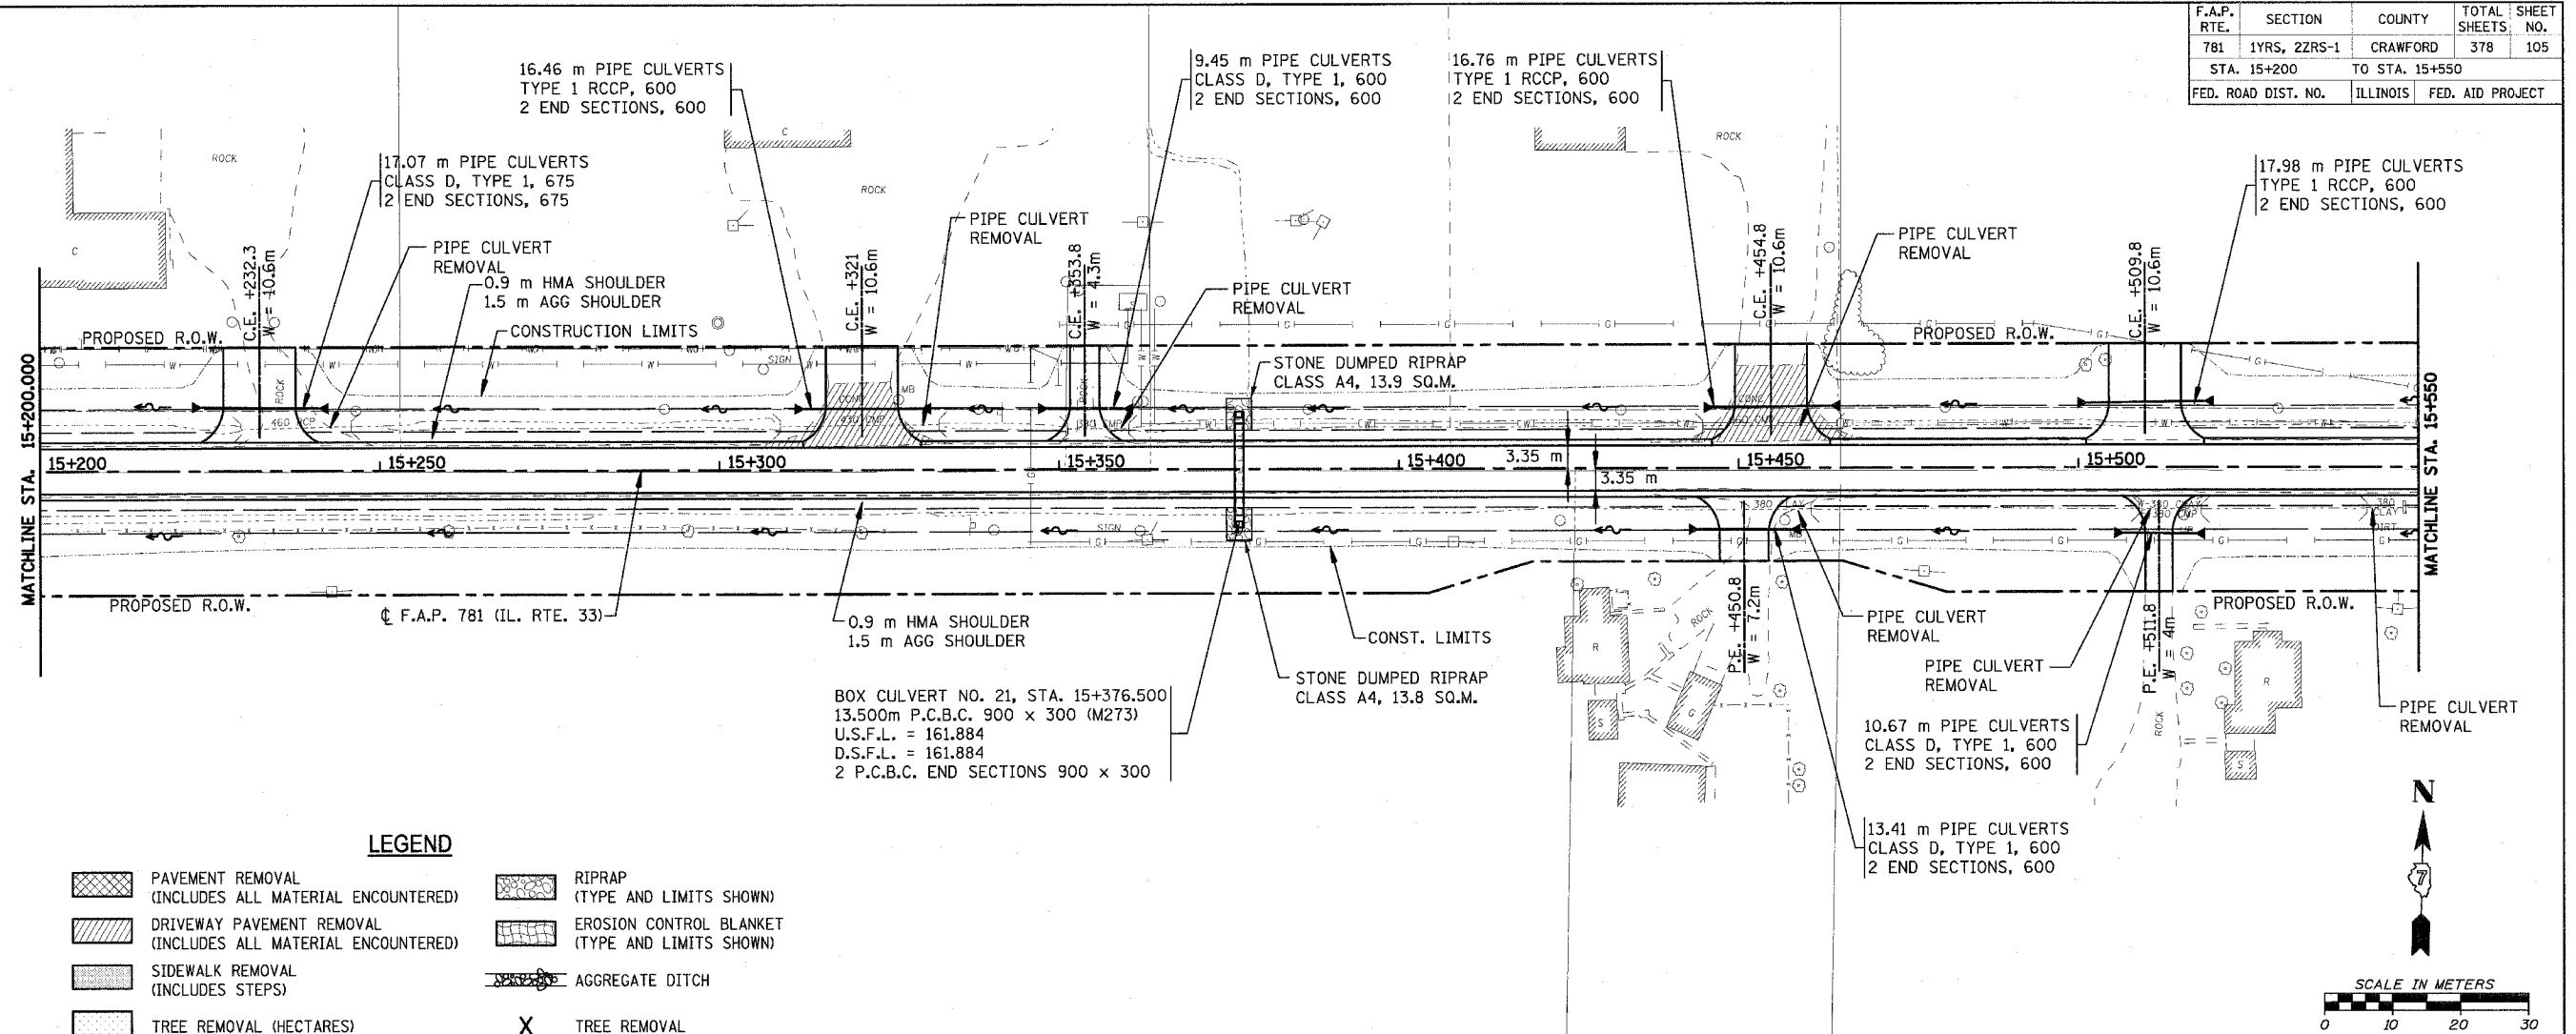 F.A.P. RTE.
SECTION
COUNTY
TOTAL SHEETS
SHEET NO.
781
1YRS, 2ZRS-1
CRAWFORD
378
105
STA. 15+200 TO STA. 15+550
FED. ROAD DIST. NO.
ILLINOIS
FED. AID PROJECT
16.46 m PIPE CULVERTS
TYPE 1 RCCP, 600
2 END SECTIONS, 600
9.45 m PIPE CULVERTS
CLASS D, TYPE 1, 600
2 END SECTIONS, 600
16.76 m PIPE CULVERTS
TYPE 1 RCCP, 600
2 END SECTIONS, 600
17.98 m PIPE CULVERTS
TYPE 1 RCCP, 600
2 END SECTIONS, 600
17.07 m PIPE CULVERTS
CLASS D, TYPE 1, 675
2 END SECTIONS, 675
ROCK
C
C
ROCK
ROCK
PIPE CULVERT
REMOVAL
PIPE CULVERT
REMOVAL
PIPE CULVERT
REMOVAL
PIPE CULVERT
REMOVAL
0.9 m HMA SHOULDER
1.5 m AGG SHOULDER
CONSTRUCTION LIMITS
PROPOSED R.O.W.
PROPOSED R.O.W.
C.E. +232.3
W = 10.6m
C.E. +321
W = 10.6m
C.E. +353.8
W = 4.3m
C.E. +454.8
W = 10.6m
C.E. +509.8
W = 10.6m
SIGN
MB
ROCK
STONE DUMPED RIPRAP
CLASS A4, 13.9 SQ.M.
MATCHLINE STA. 15+200.000
MATCHLINE STA. 15+550
460 RCP
15+200
15+250
15+300
15+350
15+400
15+450
15+500
3.35 m
3.35 m
SIGN
MB
PROPOSED R.O.W.
PROPOSED R.O.W.
℄ F.A.P. 781 (IL. RTE. 33)
0.9 m HMA SHOULDER
1.5 m AGG SHOULDER
CONST. LIMITS
STONE DUMPED RIPRAP
CLASS A4, 13.8 SQ.M.
BOX CULVERT NO. 21, STA. 15+376.500
13.500m P.C.B.C. 900 x 300 (M273)
U.S.F.L. = 161.884
D.S.F.L. = 161.884
2 P.C.B.C. END SECTIONS 900 x 300
P.E. +450.8
W = 7.2m
P.E. +511.8
W = 4m
R
ROCK
S
G
PIPE CULVERT
REMOVAL
PIPE CULVERT
REMOVAL
PIPE CULVERT
REMOVAL
R
S
ROCK
10.67 m PIPE CULVERTS
CLASS D, TYPE 1, 600
2 END SECTIONS, 600
13.41 m PIPE CULVERTS
CLASS D, TYPE 1, 600
2 END SECTIONS, 600
LEGEND
PAVEMENT REMOVAL
(INCLUDES ALL MATERIAL ENCOUNTERED)
DRIVEWAY PAVEMENT REMOVAL
(INCLUDES ALL MATERIAL ENCOUNTERED)
SIDEWALK REMOVAL
(INCLUDES STEPS)
TREE REMOVAL (HECTARES)
RIPRAP
(TYPE AND LIMITS SHOWN)
EROSION CONTROL BLANKET
(TYPE AND LIMITS SHOWN)
AGGREGATE DITCH
X TREE REMOVAL
N
7
SCALE IN METERS
0 10 20 30